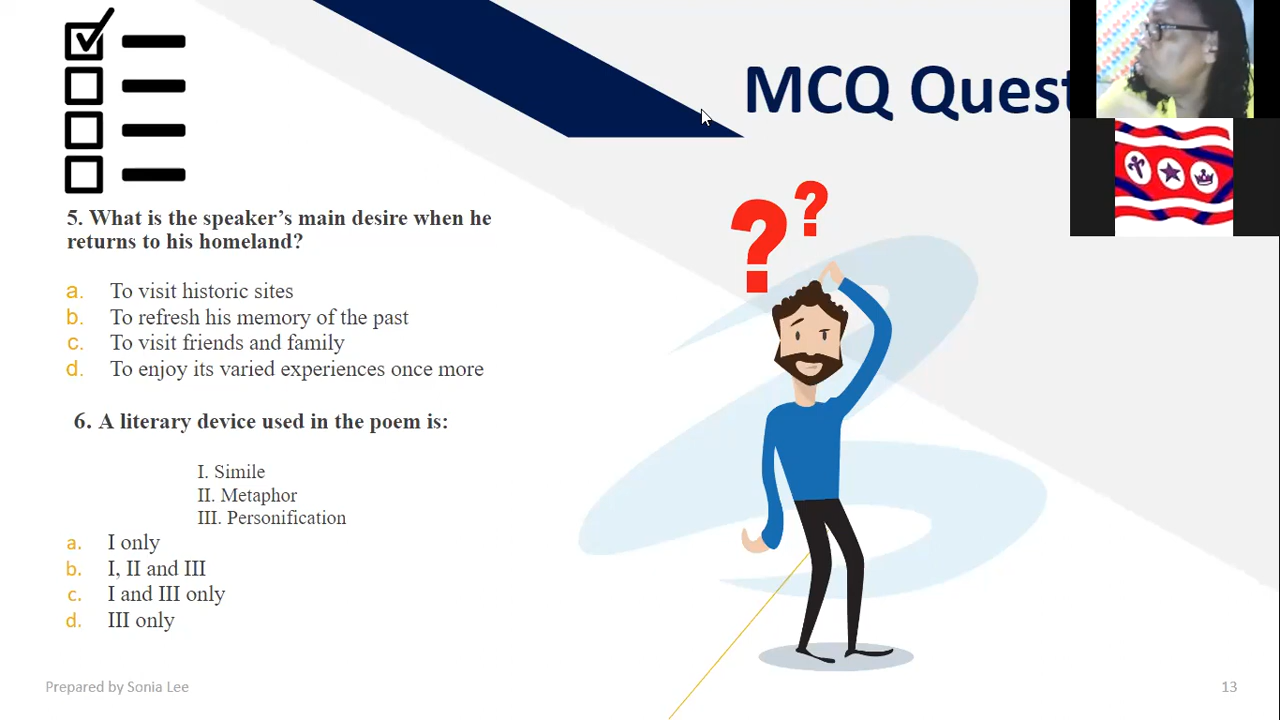 MCQ Quest
5. What is the speaker’s main desire when he
returns to his homeland?
a. To visit historic sites
b. To refresh his memory of the past
c. To visit friends and family
d. To enjoy its varied experiences once more
6. A literary device used in the poem is:
I. Simile
II. Metaphor
III. Personification
a. I only
b. I, II and III
c. I and III only
d. III only
Prepared by Sonia Lee
13